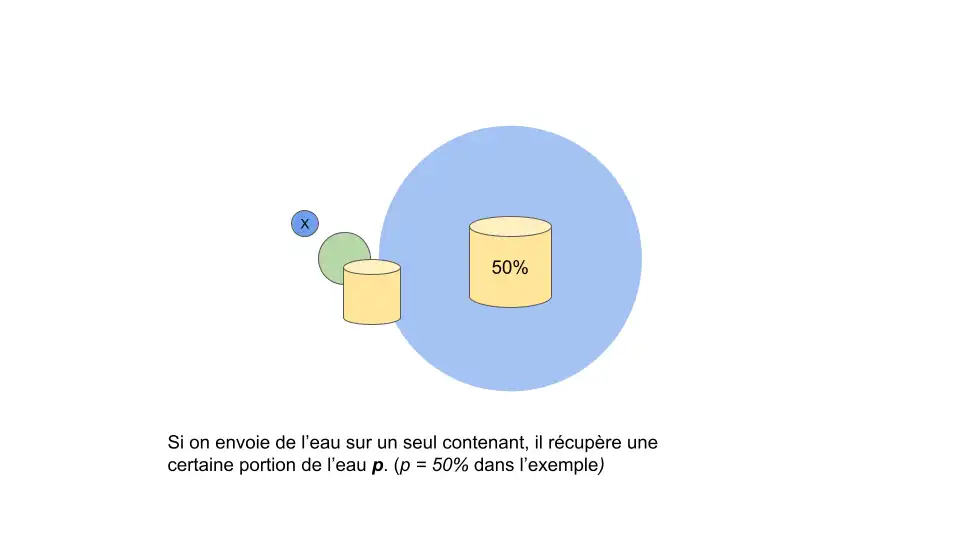 X
50%
Si on envoie de l’eau sur un seul contenant, il récupère une
certaine portion de l’eau p. (p = 50% dans l’exemple)